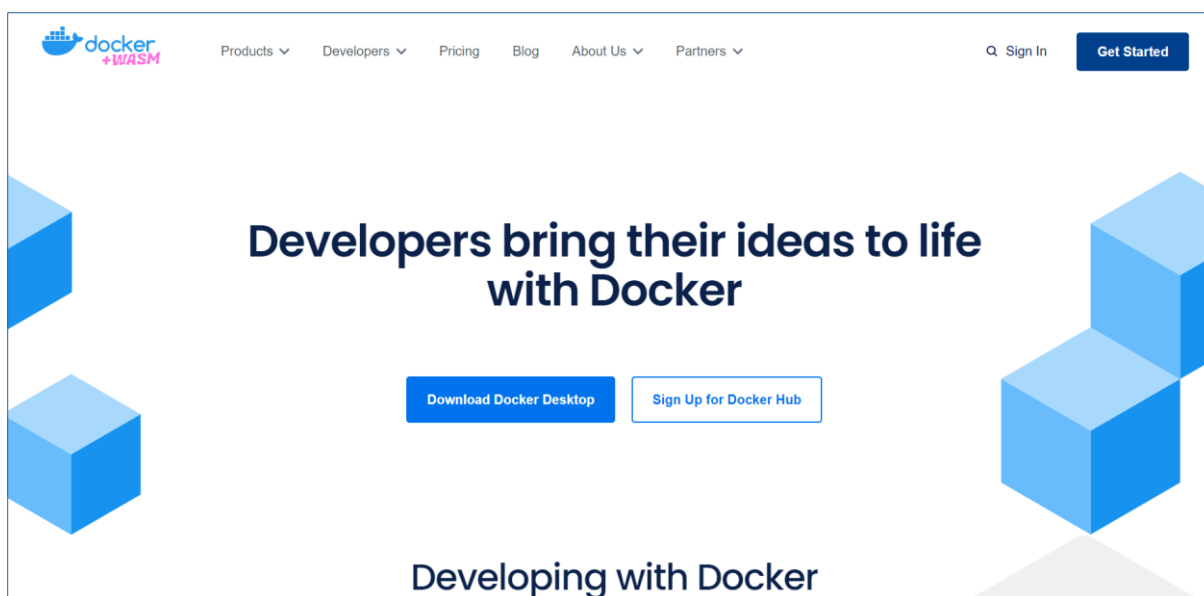 docker
+WASM
Products Developers Pricing Blog About Us Partners Sign In Get Started
Developers bring their ideas to life
with Docker
Download Docker Desktop Sign Up for Docker Hub
Developing with Docker